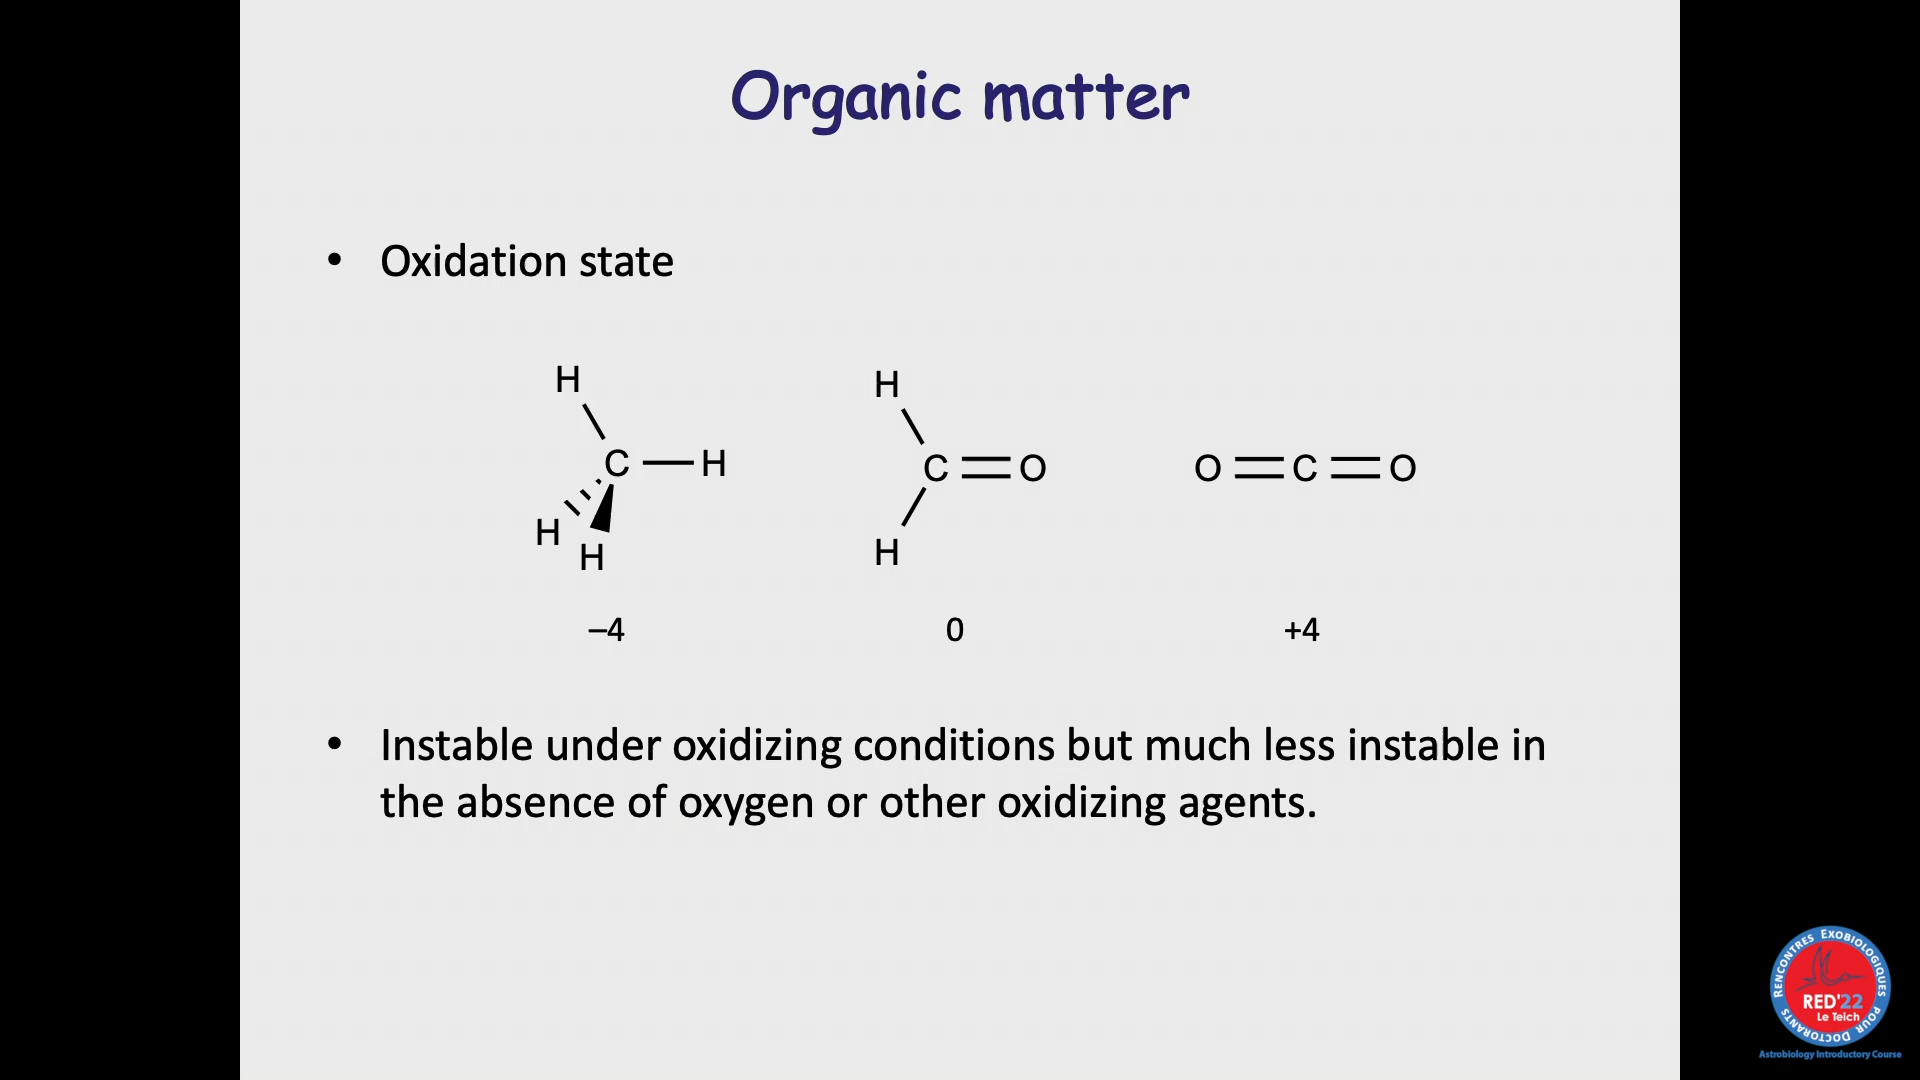 Organic matter
• Oxidation state
H
C
H
H
H
H
C
O
H
O
C
O
–4
0
+4
• Instable under oxidizing conditions but much less instable in
the absence of oxygen or other oxidizing agents.
RENCONTRES EXOBIOLOGIQUES POUR DOCTORANTS
RED'22
Le Teich
Astrobiology Introductory Course